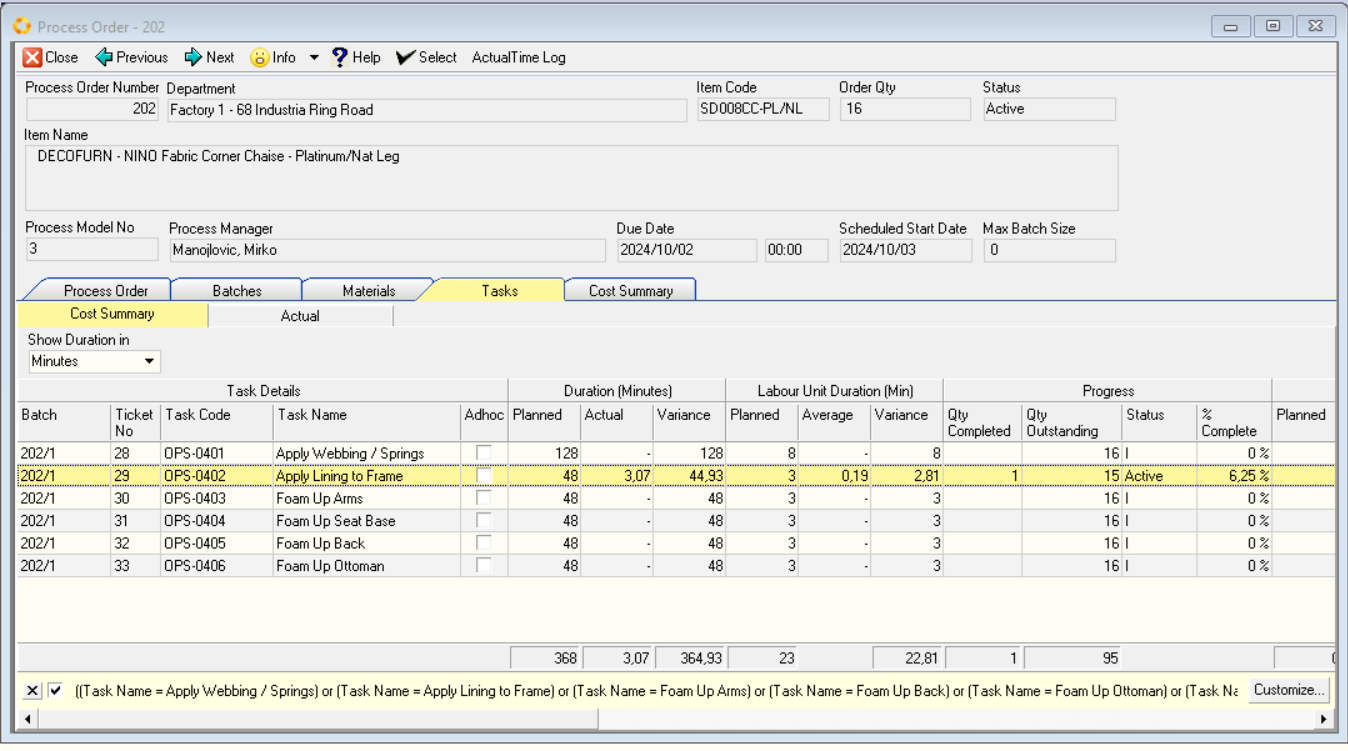 Process Order - 202
Close Previous Next Info Help Select ActualTime Log
Process Order Number Department Item Code Order Qty Status
202 Factory 1 - 68 Industria Ring Road SD008CC-PL/NL 16 Active
Item Name
DECOFURN - NINO Fabric Corner Chaise - Platinum/Nat Leg
Process Model No Process Manager Due Date Scheduled Start Date Max Batch Size
3 Manojlovic, Mirko 2024/10/02 00:00 2024/10/03 0
Process Order Batches Materials Tasks Cost Summary
Cost Summary Actual
Show Duration in
Minutes
Task Details Duration (Minutes) Labour Unit Duration (Min) Progress
Batch Ticket No Task Code Task Name Adhoc Planned Actual Variance Planned Average Variance Qty Completed Qty Outstanding Status % Complete Planned
202/1 28 OPS-0401 Apply Webbing / Springs 128 - 128 8 - 8 16 I 0 %
202/1 29 OPS-0402 Apply Lining to Frame 48 3,07 44,93 3 0,19 2,81 1 15 Active 6,25 %
202/1 30 OPS-0403 Foam Up Arms 48 - 48 3 - 3 16 I 0 %
202/1 31 OPS-0404 Foam Up Seat Base 48 - 48 3 - 3 16 I 0 %
202/1 32 OPS-0405 Foam Up Back 48 - 48 3 - 3 16 I 0 %
202/1 33 OPS-0406 Foam Up Ottoman 48 - 48 3 - 3 16 I 0 %
368 3,07 364,93 23 22,81 1 95
((Task Name = Apply Webbing / Springs) or (Task Name = Apply Lining to Frame) or (Task Name = Foam Up Arms) or (Task Name = Foam Up Back) or (Task Name = Foam Up Ottoman) or (Task Na Customize...